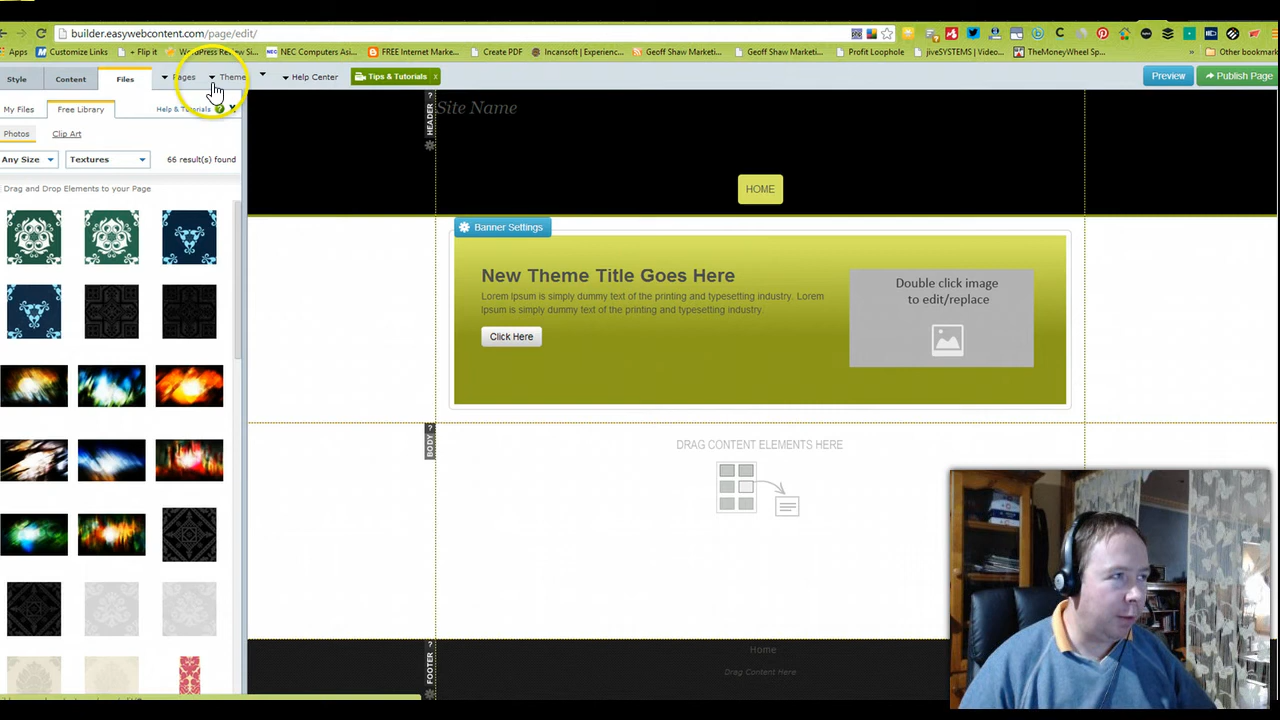 builder.easywebcontent.com/page/edit/
Apps Customize Links + Flip it WordPress Review Si... NEC Computers Asi... FREE Internet Marke... Create PDF Incansoft | Experienc... Geoff Shaw Marketi... Geoff Shaw Marketi... Profit Loophole jiveSYSTEMS | Video... TheMoneyWheel Sp... » Other bookmark
Style Content Files Pages Theme Help Center Tips & Tutorials x Preview Publish Page
My Files Free Library Help & Tutorials ? x
Photos Clip Art
Any Size Textures 66 result(s) found
Drag and Drop Elements to your Page
? HEADER
Site Name
HOME
Banner Settings
New Theme Title Goes Here
Lorem Ipsum is simply dummy text of the printing and typesetting industry. Lorem
Ipsum is simply dummy text of the printing and typesetting industry.
Click Here
Double click image
to edit/replace
? BODY
DRAG CONTENT ELEMENTS HERE
? FOOTER
Home
Drag Content Here